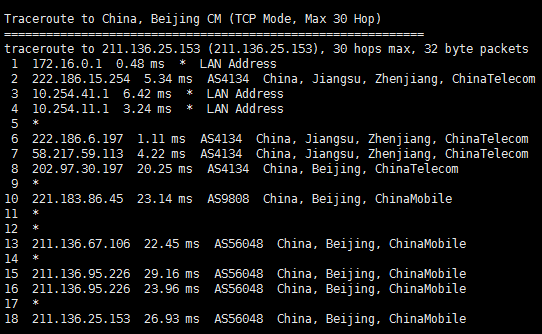 Traceroute to China, Beijing CM (TCP Mode, Max 30 Hop)
============================================================
traceroute to 211.136.25.153 (211.136.25.153), 30 hops max, 32 byte packets
 1  172.16.0.1  0.48 ms  *  LAN Address
 2  222.186.15.254  5.34 ms  AS4134  China, Jiangsu, Zhenjiang, ChinaTelecom
 3  10.254.41.1  6.42 ms  *  LAN Address
 4  10.254.11.1  3.24 ms  *  LAN Address
 5  *
 6  222.186.6.197  1.11 ms  AS4134  China, Jiangsu, Zhenjiang, ChinaTelecom
 7  58.217.59.113  4.22 ms  AS4134  China, Jiangsu, Zhenjiang, ChinaTelecom
 8  202.97.30.197  20.25 ms  AS4134  China, Beijing, ChinaTelecom
 9  *
10  221.183.86.45  23.14 ms  AS9808  China, Beijing, ChinaMobile
11  *
12  *
13  211.136.67.106  22.45 ms  AS56048  China, Beijing, ChinaMobile
14  *
15  211.136.95.226  29.16 ms  AS56048  China, Beijing, ChinaMobile
16  211.136.95.226  23.96 ms  AS56048  China, Beijing, ChinaMobile
17  *
18  211.136.25.153  26.93 ms  AS56048  China, Beijing, ChinaMobile